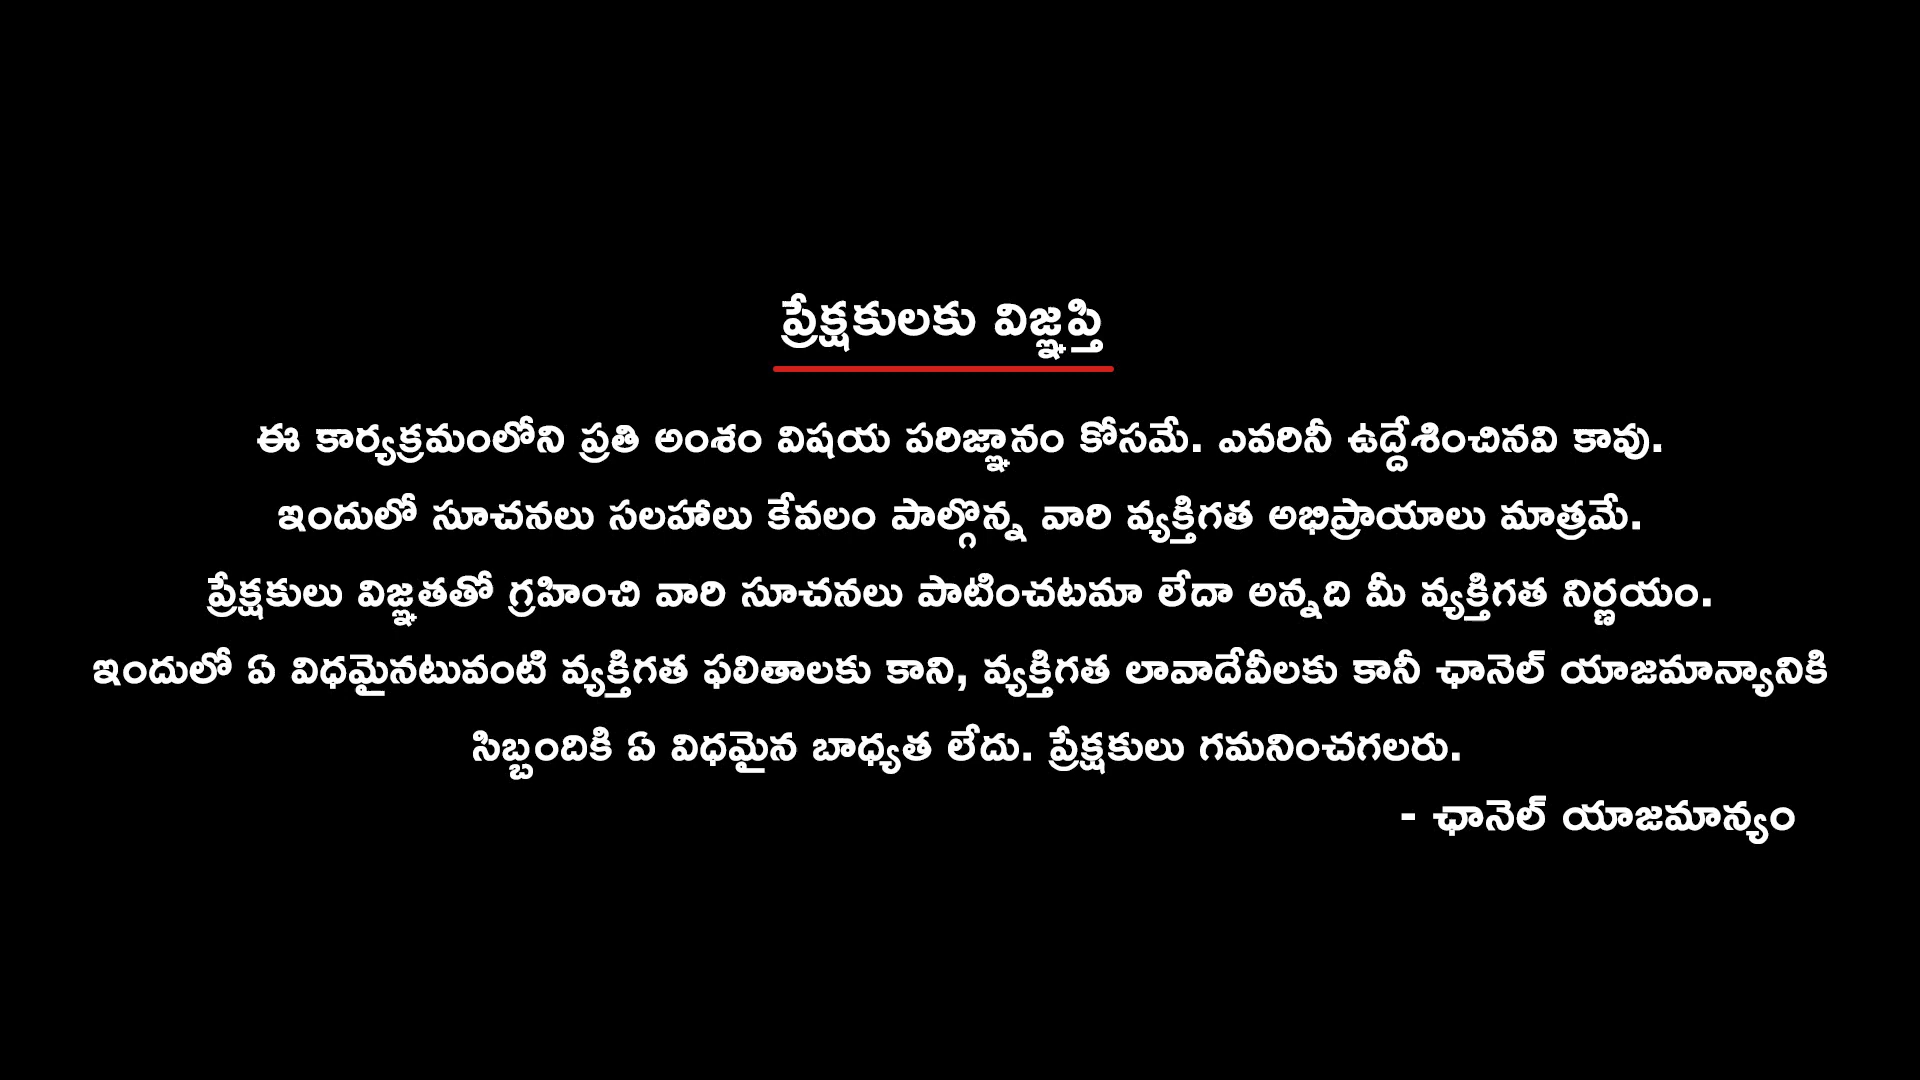 ప్రేక్షకులకు విజ్ఞప్తి
ఈ కార్యక్రమంలోని ప్రతి అంశం విషయ పరిజ్ఞానం కోసమే. ఎవరినీ ఉద్దేశించినవి కావు.
ఇందులో సూచనలు సలహాలు కేవలం పాల్గొన్న వారి వ్యక్తిగత అభిప్రాయాలు మాత్రమే.
ప్రేక్షకులు విజ్ఞతతో గ్రహించి వారి సూచనలు పాటించటమా లేదా అన్నది మీ వ్యక్తిగత నిర్ణయం.
ఇందులో ఏ విధమైనటువంటి వ్యక్తిగత ఫలితాలకు కాని, వ్యక్తిగత లావాదేవీలకు కానీ ఛానెల్ యాజమాన్యానికి
సిబ్బందికి ఏ విధమైన బాధ్యత లేదు. ప్రేక్షకులు గమనించగలరు.
- ఛానెల్ యాజమాన్యం